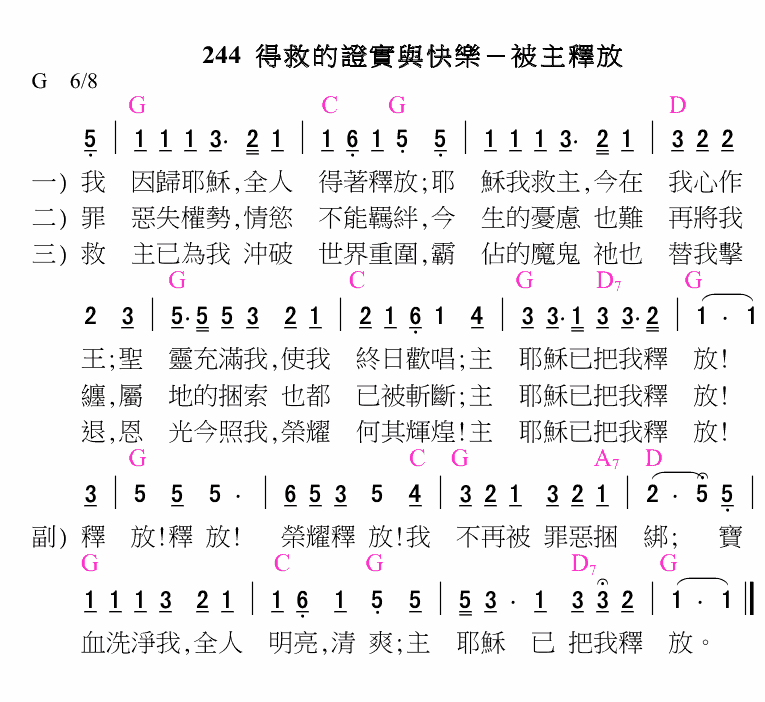 244 得救的證實與快樂－被主釋放
G 6/8
G C G D
5 | 1 1 1 3· 2 1 | 1 6 1 5 5 | 1 1 1 3· 2 1 | 3 2 2
一) 我 因歸耶穌,全人 得著釋放;耶 穌我救主,今在 我心作
二) 罪 惡失權勢,情慾 不能羈絆,今 生的憂慮 也難 再將我
三) 救 主已為我 沖破 世界重圍,霸 佔的魔鬼 祂也 替我擊
G C G D7 G
2 3 | 5·5 5 3 2 1 | 2 1 6 1 4 | 3 3·1 3 3·2 | 1 · 1
王;聖 靈充滿我,使我 終日歡唱;主 耶穌已把我釋 放!
纏,屬 地的捆索 也都 已被斬斷;主 耶穌已把我釋 放!
退,恩 光今照我,榮耀 何其輝煌!主 耶穌已把我釋 放!
G C G A7 D
3 | 5 5 5 · | 6 5 3 5 4 | 3 2 1 3 2 1 | 2 · 5 5 |
副) 釋 放!釋 放! 榮耀釋 放!我 不再被 罪惡捆 綁; 寶
G C G D7 G
1 1 1 3 2 1 | 1 6 1 5 5 | 5 3 · 1 3 3 2 | 1 · 1 ‖
血洗淨我,全人 明亮,清 爽;主 耶穌 已 把我釋 放。